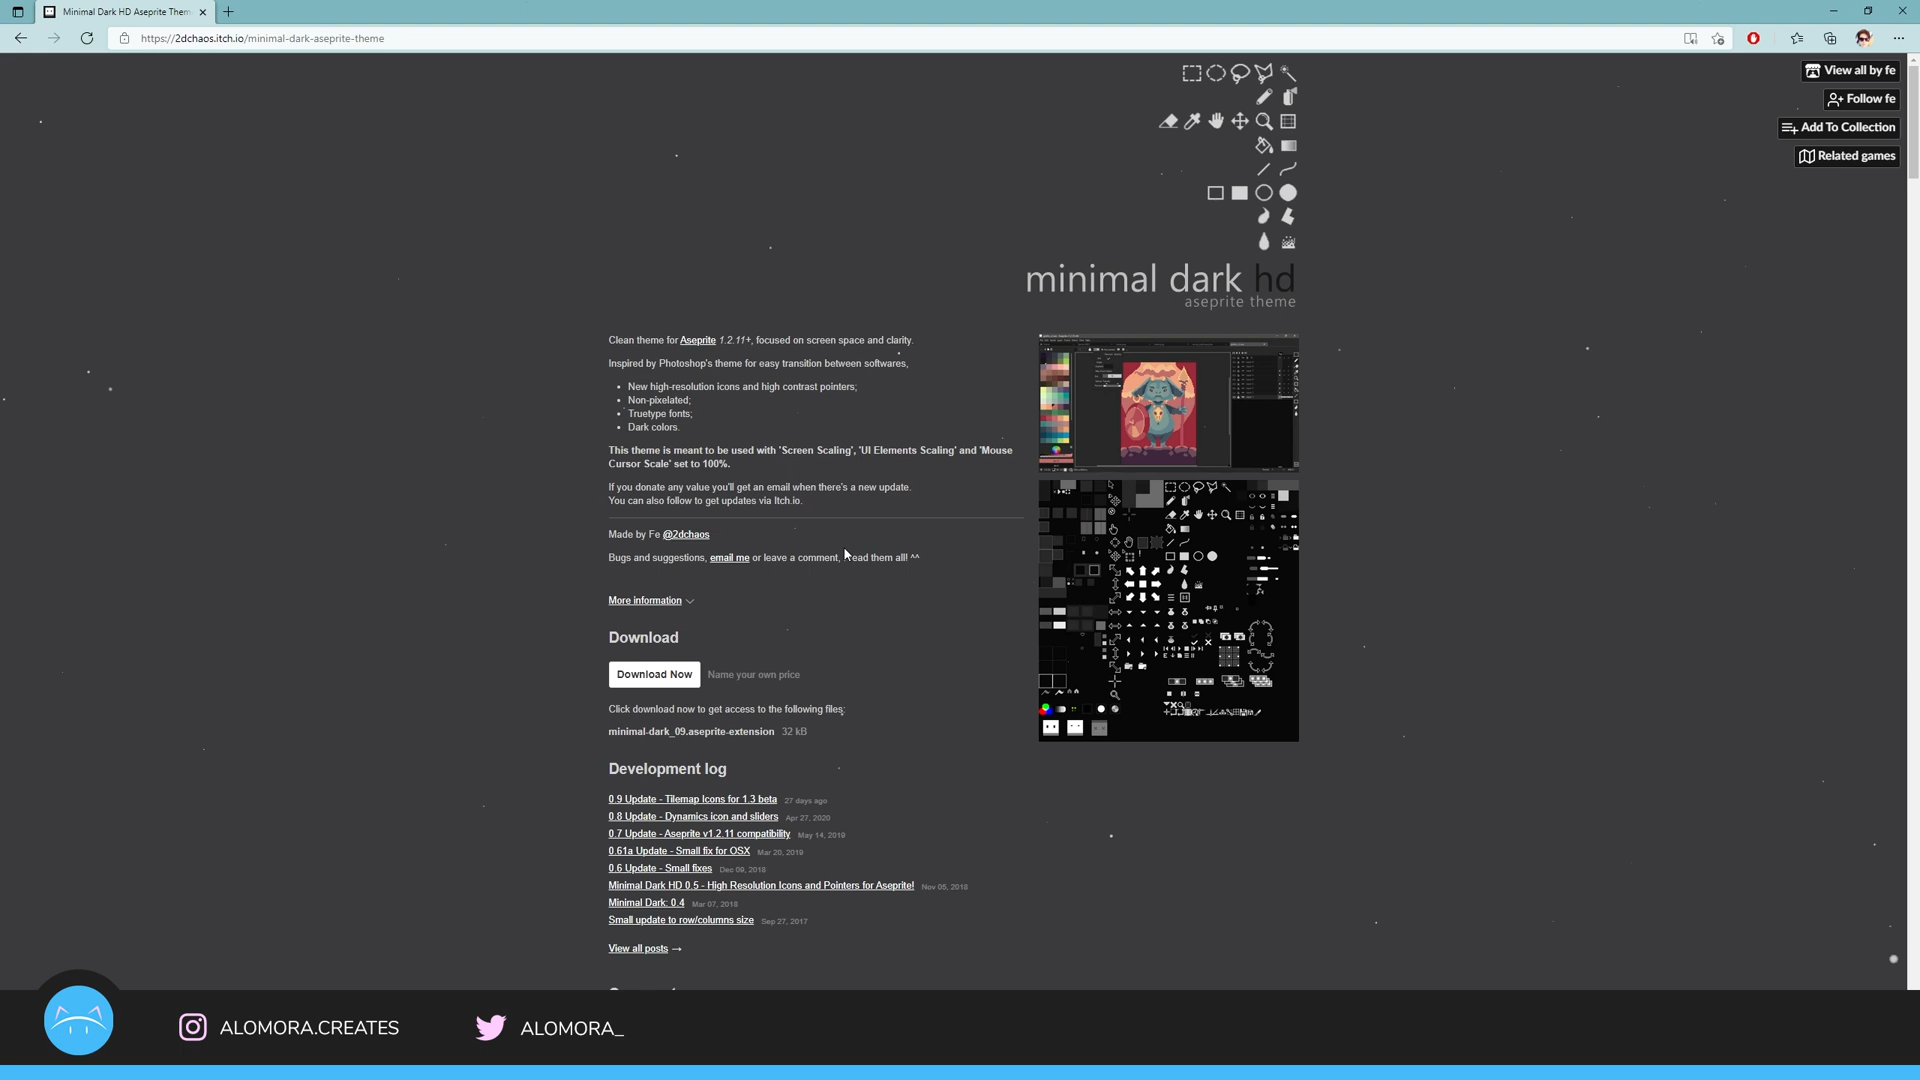 Minimal Dark HD Aseprite Them
https://2dchaos.itch.io/minimal-dark-aseprite-theme
View all by fe
Follow fe
Add To Collection
Related games
minimal dark hd
aseprite theme
Clean theme for Aseprite 1.2.11+, focused on screen space and clarity.
Inspired by Photoshop's theme for easy transition between softwares,
• New high-resolution icons and high contrast pointers;
• Non-pixelated;
• Truetype fonts;
• Dark colors.
This theme is meant to be used with 'Screen Scaling', 'UI Elements Scaling' and 'Mouse
Cursor Scale' set to 100%.
If you donate any value you'll get an email when there's a new update.
You can also follow to get updates via Itch.io.
Made by Fe @2dchaos
Bugs and suggestions, email me or leave a comment, I read them all! ^^
More information
Download
Download Now Name your own price
Click download now to get access to the following files:
minimal-dark_09.aseprite-extension 32 kB
Development log
0.9 Update - Tilemap Icons for 1.3 beta 27 days ago
0.8 Update - Dynamics icon and sliders Apr 27, 2020
0.7 Update - Aseprite v1.2.11 compatibility May 14, 2019
0.61a Update - Small fix for OSX Mar 20, 2019
0.6 Update - Small fixes Dec 09, 2018
Minimal Dark HD 0.5 - High Resolution Icons and Pointers for Aseprite! Nov 05, 2018
Minimal Dark: 0.4 Mar 07, 2018
Small update to row/columns size Sep 27, 2017
View all posts →
ALOMORA.CREATES
ALOMORA_